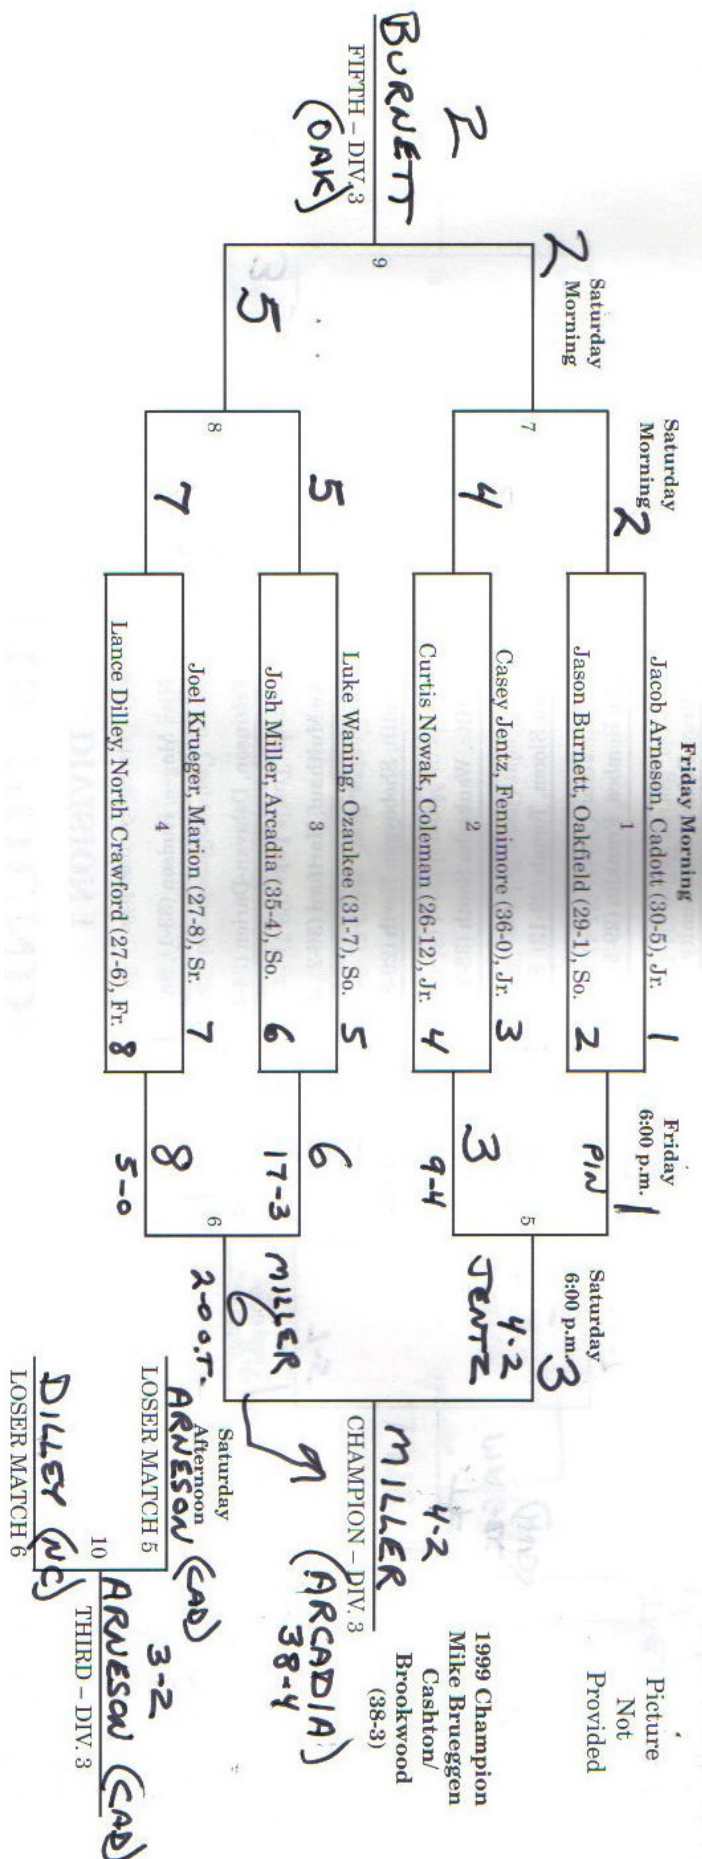 Friday Morning
Jacob Arneson, Cadott (30-5), Jr. 1
1
Jason Burnett, Oakfield (29-1), So. 2
Casey Jentz, Fennimore (36-0), Jr. 3
2
Curtis Nowak, Coleman (26-12), Jr. 4
Luke Waning, Ozaukee (31-7), So. 5
3
Josh Miller, Arcadia (35-4), So. 6
Joel Krueger, Marion (27-8), Sr. 7
4
Lance Dilley, North Crawford (27-6), Fr. 8
Friday
6:00 p.m. 1
PIN
3
9-4
6
17-3
8
5-0
5
6
Saturday
6:00 p.m. 3
4-2
JENTZ
MILLER
6
2-0 O.T.
4-2
MILLER
CHAMPION – DIV. 3
(ARCADIA)
38-4
Picture
Not
Provided
1999 Champion
Mike Brueggen
Cashton/
Brookwood
(38-3)
Saturday
Afternoon
ARNESON (CAD)
LOSER MATCH 5
10
DILLEY (NC)
LOSER MATCH 6
3-2
ARNESON (CAD)
THIRD – DIV. 3
Saturday
Morning 2
4
5
7
7
8
Saturday
Morning
2
5
9
2
BURNETT
FIFTH – DIV. 3
(OAK)